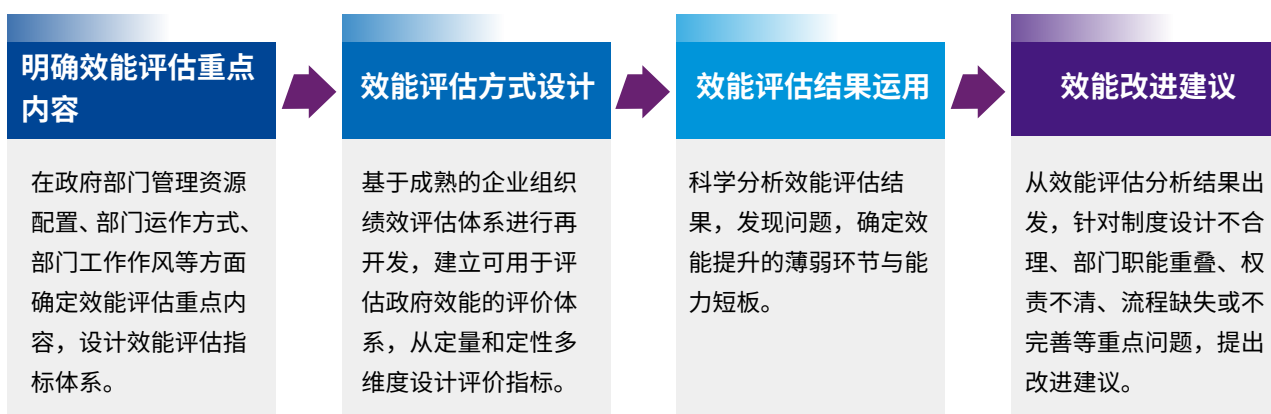 明确效能评估重点
内容
在政府部门管理资源
配置、部门运作方式、
部门工作作风等方面
确定效能评估重点内
容，设计效能评估指
标体系。
效能评估方式设计
基于成熟的企业组织
绩效评估体系进行再
开发，建立可用于评
估政府效能的评价体
系，从定量和定性多
维度设计评价指标。
效能评估结果运用
科学分析效能评估结
果，发现问题，确定效
能提升的薄弱环节与能
力短板。
效能改进建议
从效能评估分析结果出
发，针对制度设计不合
理、部门职能重叠、权
责不清、流程缺失或不
完善等重点问题，提出
改进建议。